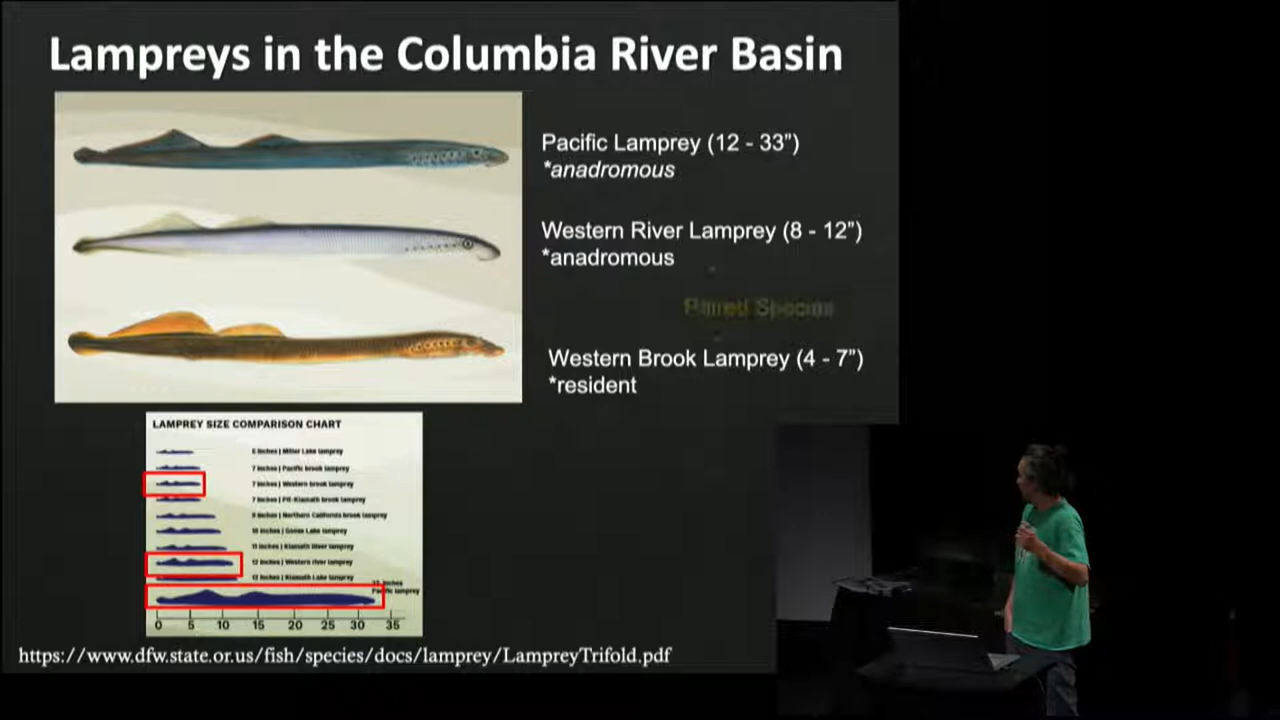 Lampreys in the Columbia River Basin
Pacific Lamprey (12 - 33”)
*anadromous
Western River Lamprey (8 - 12”)
*anadromous
Paired Species
Western Brook Lamprey (4 - 7”)
*resident
LAMPREY SIZE COMPARISON CHART
6 inches | Miller Lake lamprey
7 inches | Pacific brook lamprey
7 inches | Western brook lamprey
7 inches | Pit-Klamath brook lamprey
9 inches | Northern California brook lamprey
10 inches | Goose Lake lamprey
11 inches | Klamath River lamprey
12 inches | Western river lamprey
13 inches | Klamath Lake lamprey
inches
Pacific lamprey
0 5 10 15 20 25 30 35
https://www.dfw.state.or.us/fish/species/docs/lamprey/LampreyTrifold.pdf